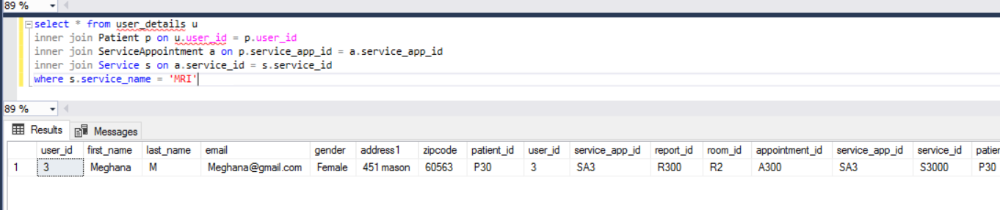 89 %
select * from user_details u
inner join Patient p on u.user_id = p.user_id
inner join ServiceAppointment a on p.service_app_id = a.service_app_id
inner join Service s on a.service_id = s.service_id
where s.service_name = 'MRI'
89 %
Results Messages
user_id first_name last_name email gender address1 zipcode patient_id user_id service_app_id report_id room_id appointment_id service_app_id service_id patier
1 3 Meghana M Meghana@gmail.com Female 451 mason 60563 P30 3 SA3 R300 R2 A300 SA3 S3000 P30